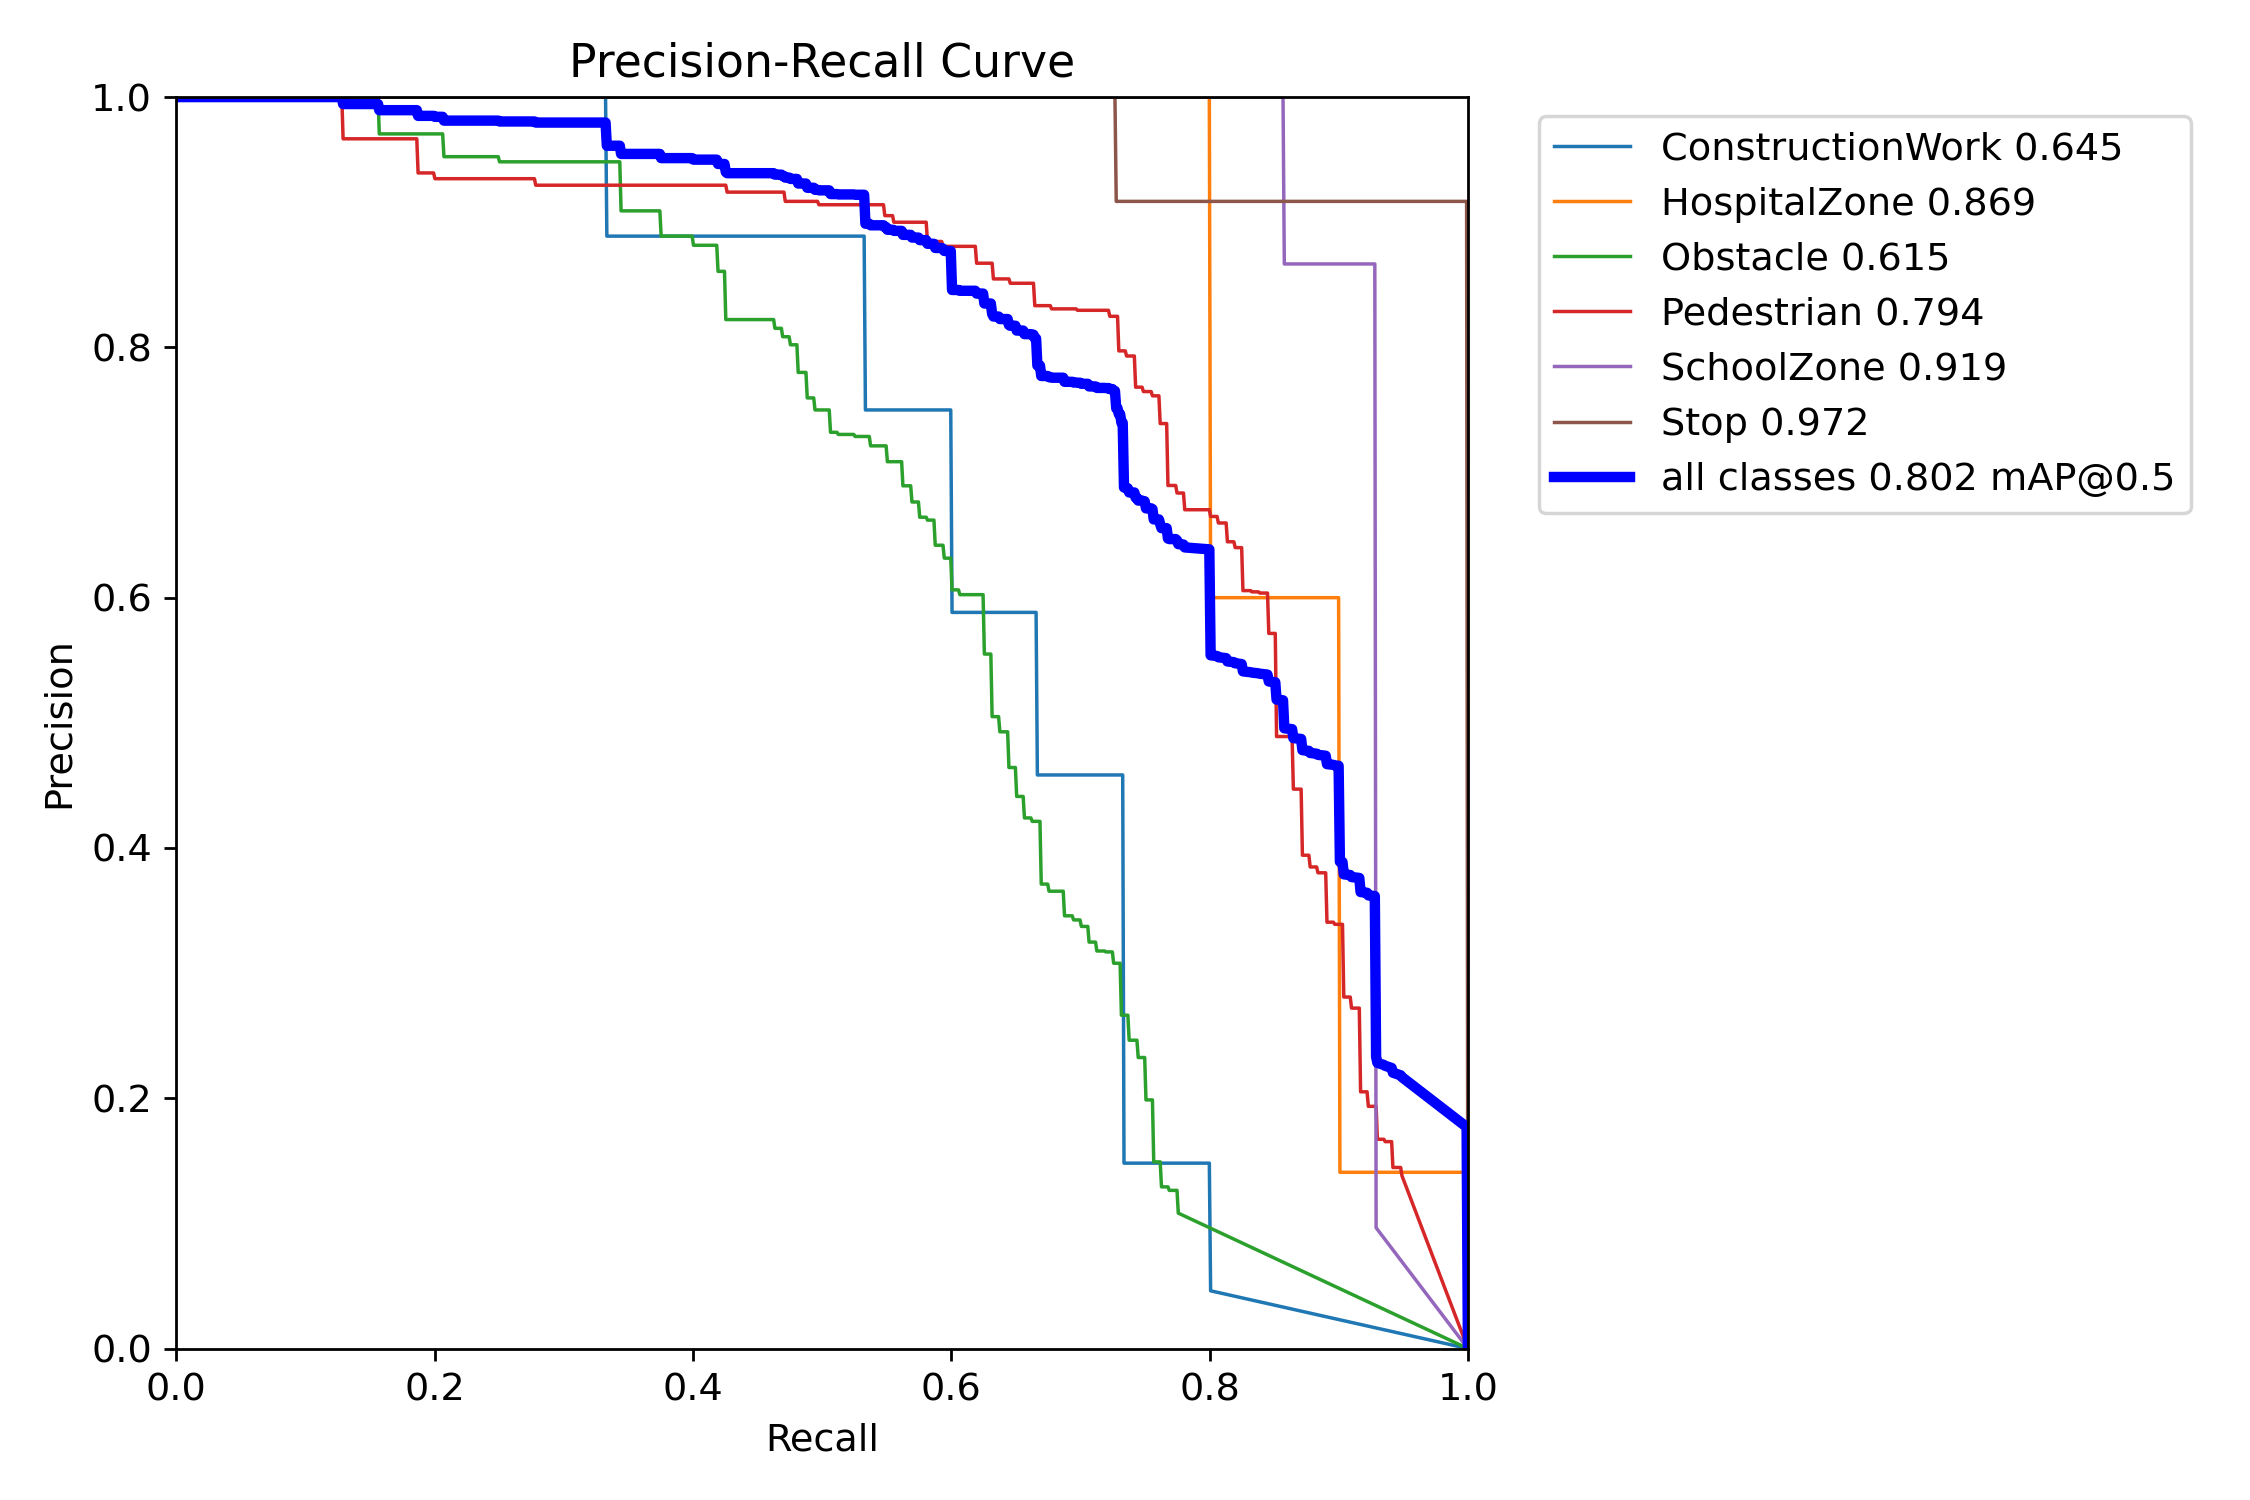 Precision-Recall Curve
1.0
0.8
0.6
0.4
0.2
0.0
Precision
0.0 0.2 0.4 0.6 0.8 1.0
Recall
ConstructionWork 0.645
HospitalZone 0.869
Obstacle 0.615
Pedestrian 0.794
SchoolZone 0.919
Stop 0.972
all classes 0.802 mAP@0.5